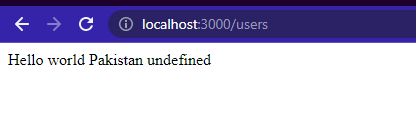 localhost:3000/users
Hello world Pakistan undefined